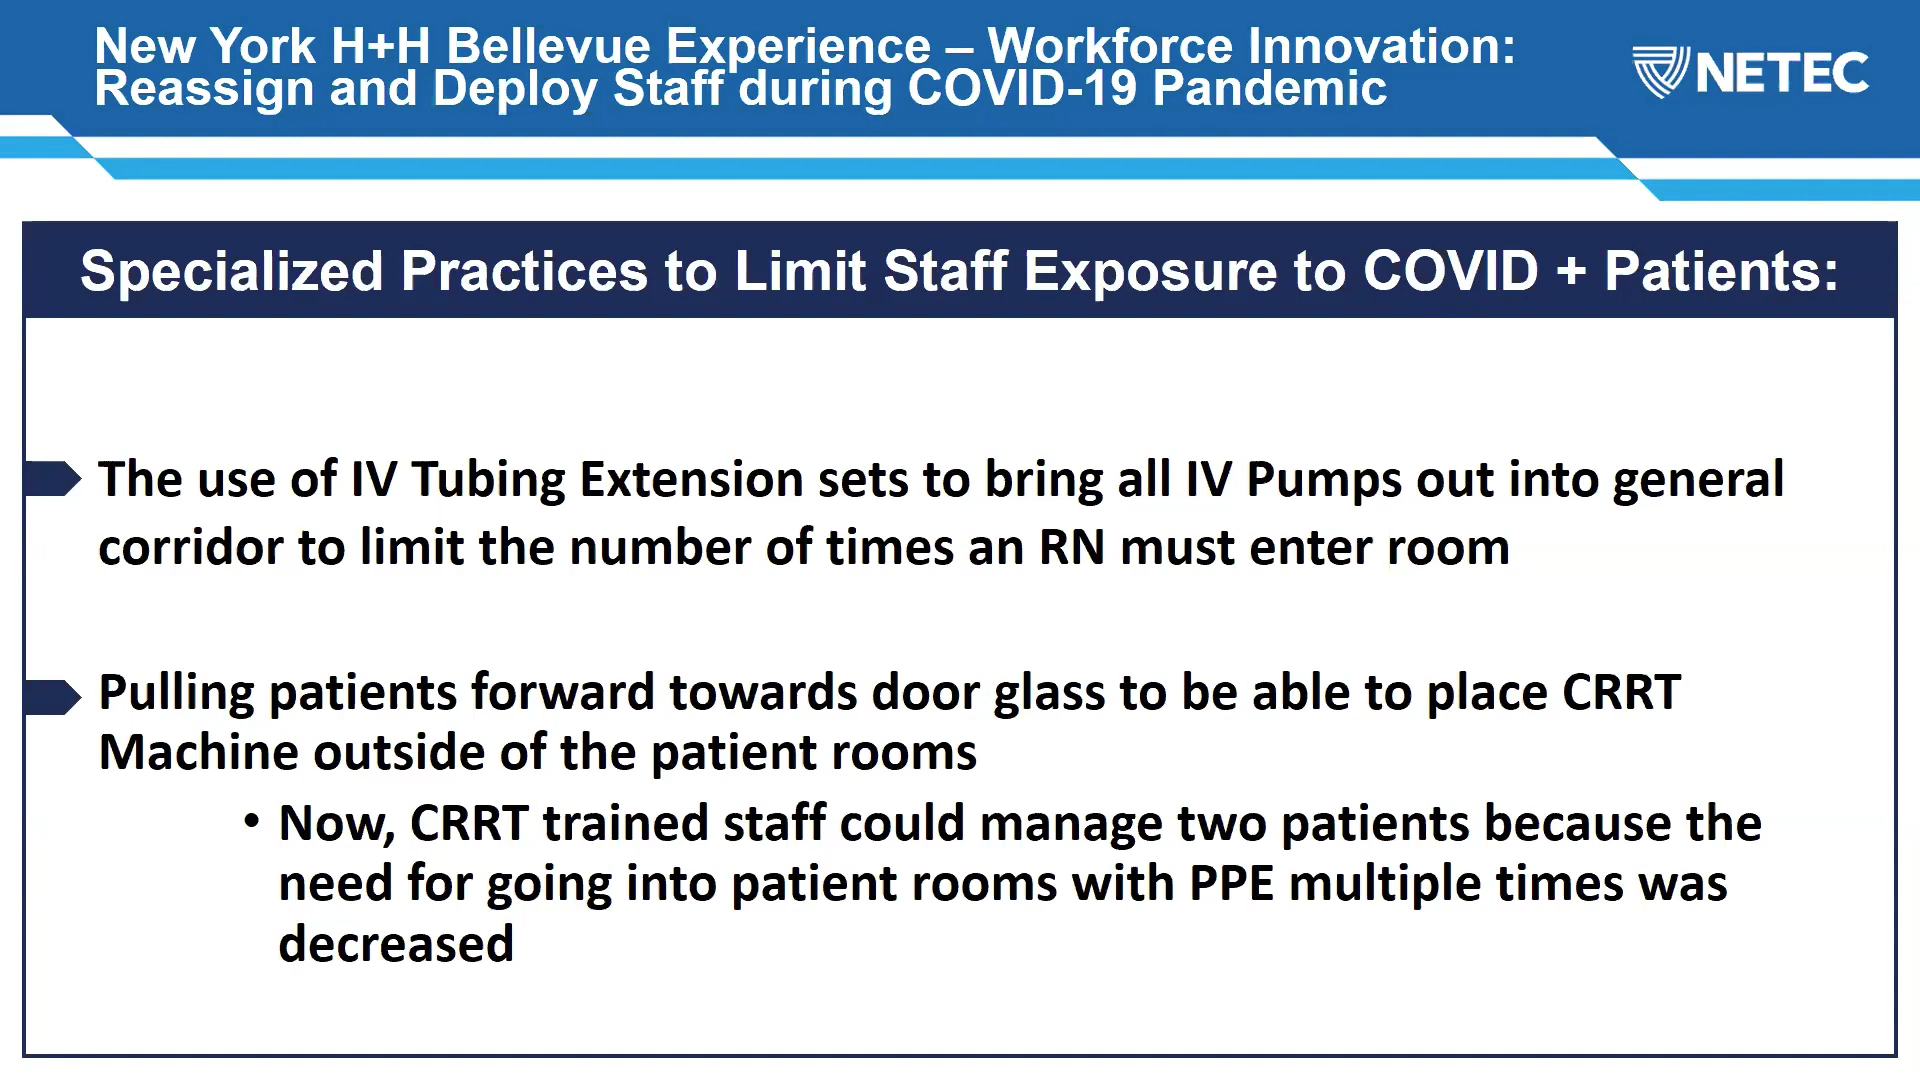 New York H+H Bellevue Experience – Workforce Innovation:
Reassign and Deploy Staff during COVID-19 Pandemic
NETEC
Specialized Practices to Limit Staff Exposure to COVID + Patients:
The use of IV Tubing Extension sets to bring all IV Pumps out into general
corridor to limit the number of times an RN must enter room
Pulling patients forward towards door glass to be able to place CRRT
Machine outside of the patient rooms
• Now, CRRT trained staff could manage two patients because the
need for going into patient rooms with PPE multiple times was
decreased